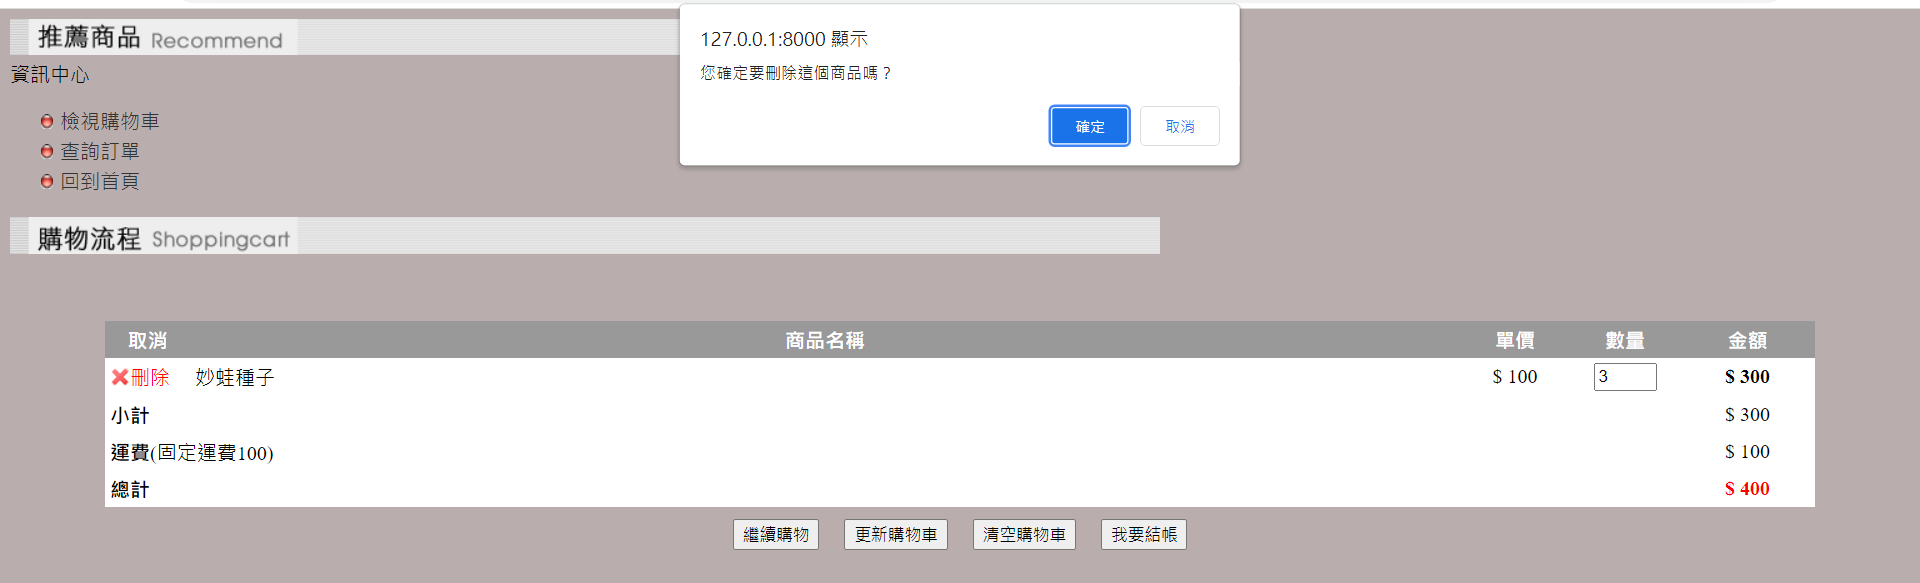 推薦商品 Recommend
127.0.0.1:8000 顯示
您確定要刪除這個商品嗎？
確定 取消
資訊中心
檢視購物車
查詢訂單
回到首頁
購物流程 Shoppingcart
取消 商品名稱 單價 數量 金額
刪除 妙蛙種子 $ 100 3 $ 300
小計 $ 300
運費(固定運費100) $ 100
總計 $ 400
繼續購物 更新購物車 清空購物車 我要結帳